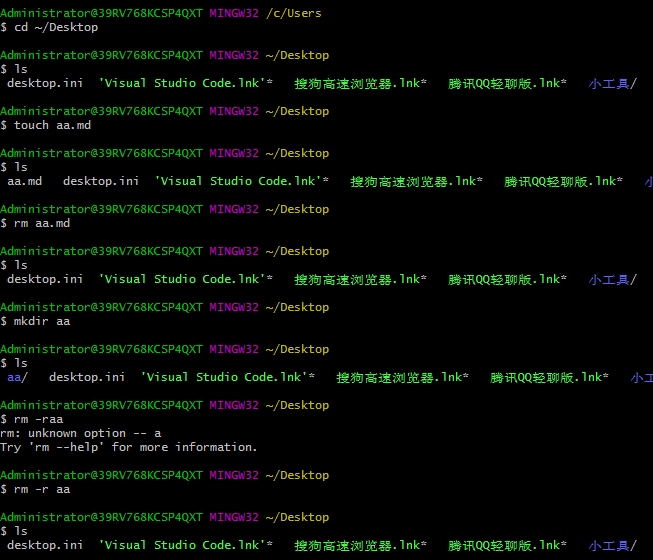 Administrator@39RV768KCSP4QXT MINGW32 /c/Users
$ cd ~/Desktop
Administrator@39RV768KCSP4QXT MINGW32 ~/Desktop
$ ls
desktop.ini  'Visual Studio Code.lnk'*  搜狗高速浏览器.lnk*  腾讯QQ轻聊版.lnk*  小工具/
Administrator@39RV768KCSP4QXT MINGW32 ~/Desktop
$ touch aa.md
Administrator@39RV768KCSP4QXT MINGW32 ~/Desktop
$ ls
aa.md  desktop.ini  'Visual Studio Code.lnk'*  搜狗高速浏览器.lnk*  腾讯QQ轻聊版.lnk*  小
Administrator@39RV768KCSP4QXT MINGW32 ~/Desktop
$ rm aa.md
Administrator@39RV768KCSP4QXT MINGW32 ~/Desktop
$ ls
desktop.ini  'Visual Studio Code.lnk'*  搜狗高速浏览器.lnk*  腾讯QQ轻聊版.lnk*  小工具/
Administrator@39RV768KCSP4QXT MINGW32 ~/Desktop
$ mkdir aa
Administrator@39RV768KCSP4QXT MINGW32 ~/Desktop
$ ls
aa/  desktop.ini  'Visual Studio Code.lnk'*  搜狗高速浏览器.lnk*  腾讯QQ轻聊版.lnk*  小工
Administrator@39RV768KCSP4QXT MINGW32 ~/Desktop
$ rm -raa
rm: unknown option -- a
Try 'rm --help' for more information.
Administrator@39RV768KCSP4QXT MINGW32 ~/Desktop
$ rm -r aa
Administrator@39RV768KCSP4QXT MINGW32 ~/Desktop
$ ls
desktop.ini  'Visual Studio Code.lnk'*  搜狗高速浏览器.lnk*  腾讯QQ轻聊版.lnk*  小工具/